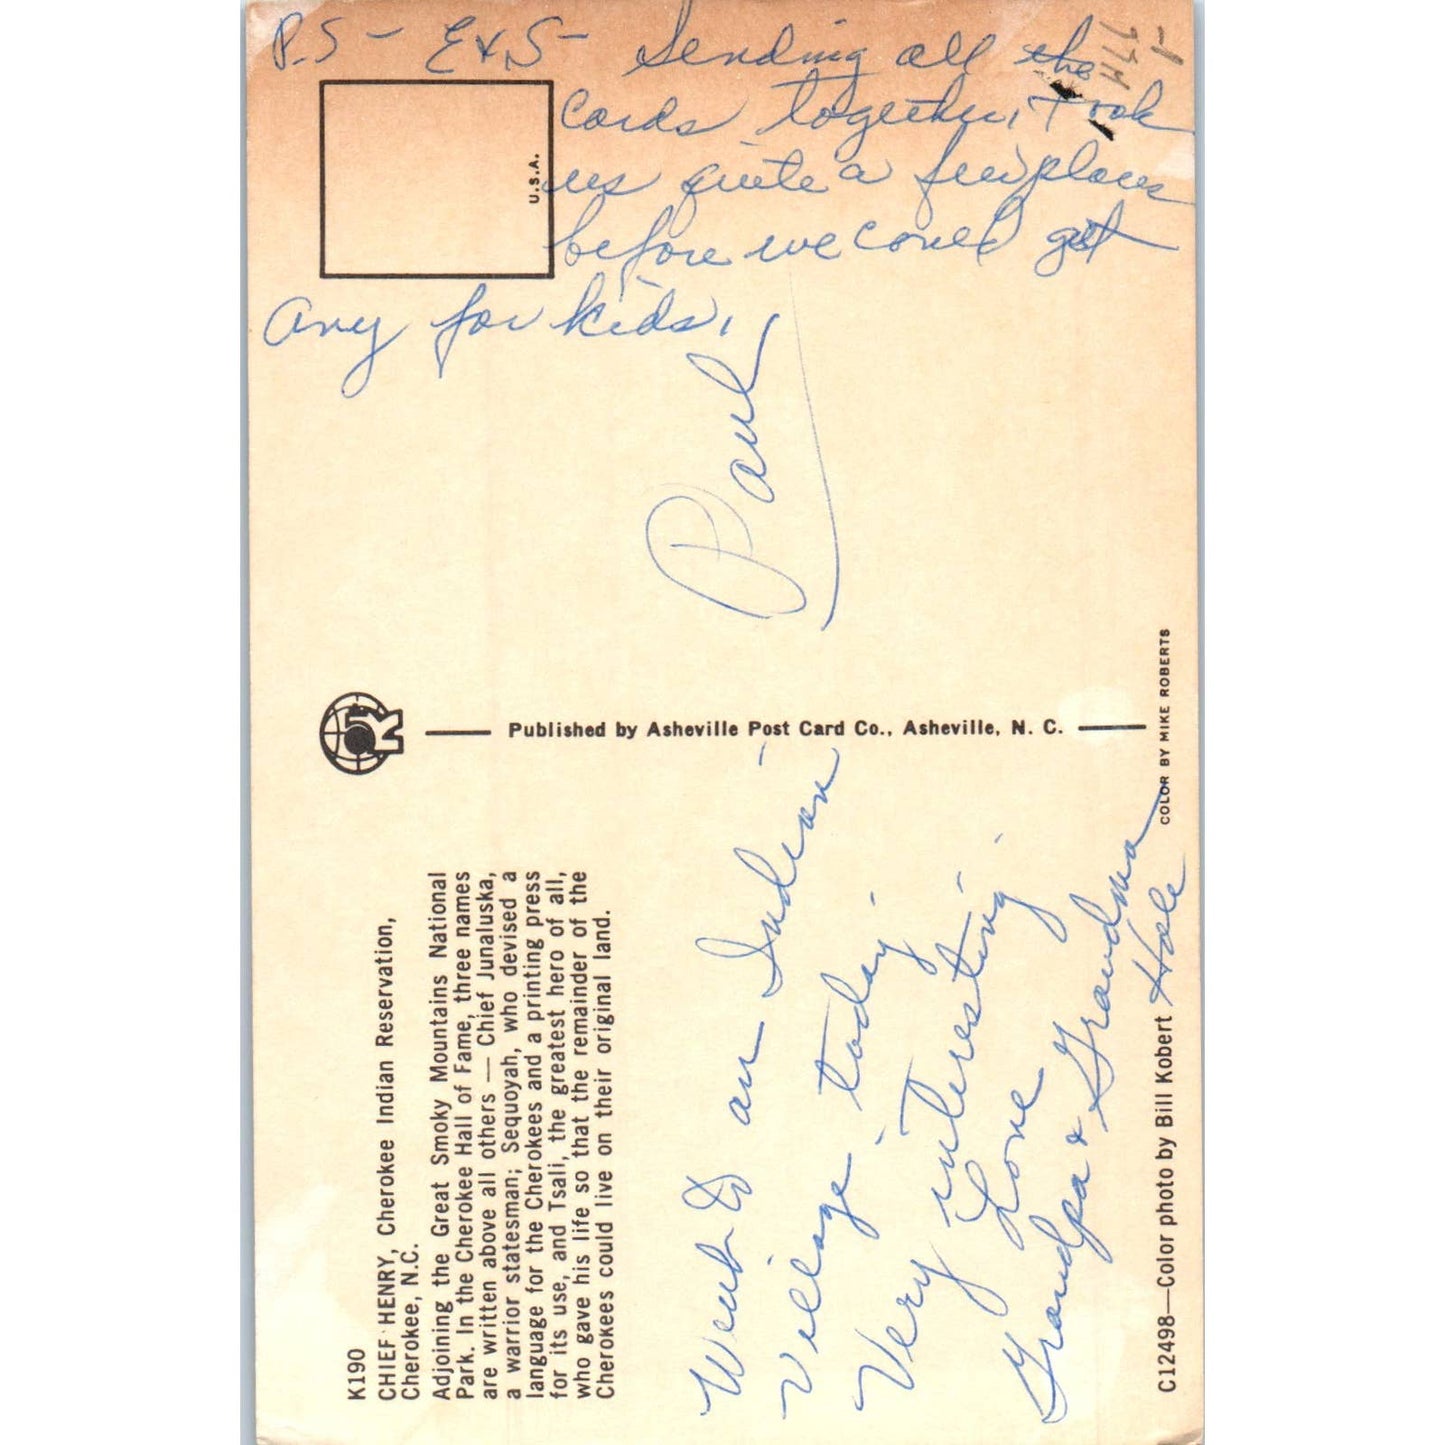 P.S – E & S – Sending all the
cards together, Took
us quite a few places
before we could get
any for kids.
U.S.A.
Paul
Published by Asheville Post Card Co., Asheville, N. C.
COLOR BY MIKE ROBERTS
K190
CHIEF HENRY, Cherokee Indian Reservation,
Cherokee, N.C.
Adjoining the Great Smoky Mountains National
Park. In the Cherokee Hall of Fame, three names
are written above all others — Chief Junaluska,
a warrior statesman; Sequoyah, who devised a
language for the Cherokees and a printing press
for its use, and Tsali, the greatest hero of all,
who gave his life so that the remainder of the
Cherokees could live on their original land.
Went to an Indian
Village today.
Very interesting.
Love
Grandpa & Grandma
Hale
C12498—Color photo by Bill Kobert